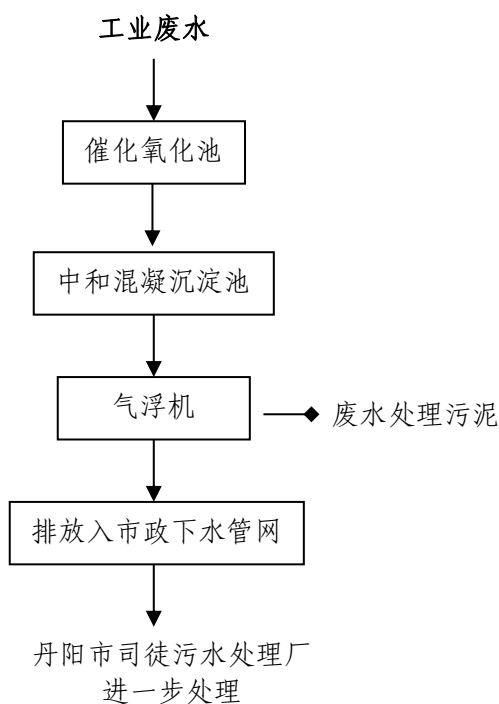 工业废水
催化氧化池
中和混凝沉淀池
气浮机
废水处理污泥
排放入市政下水管网
丹阳市司徒污水处理厂
进一步处理